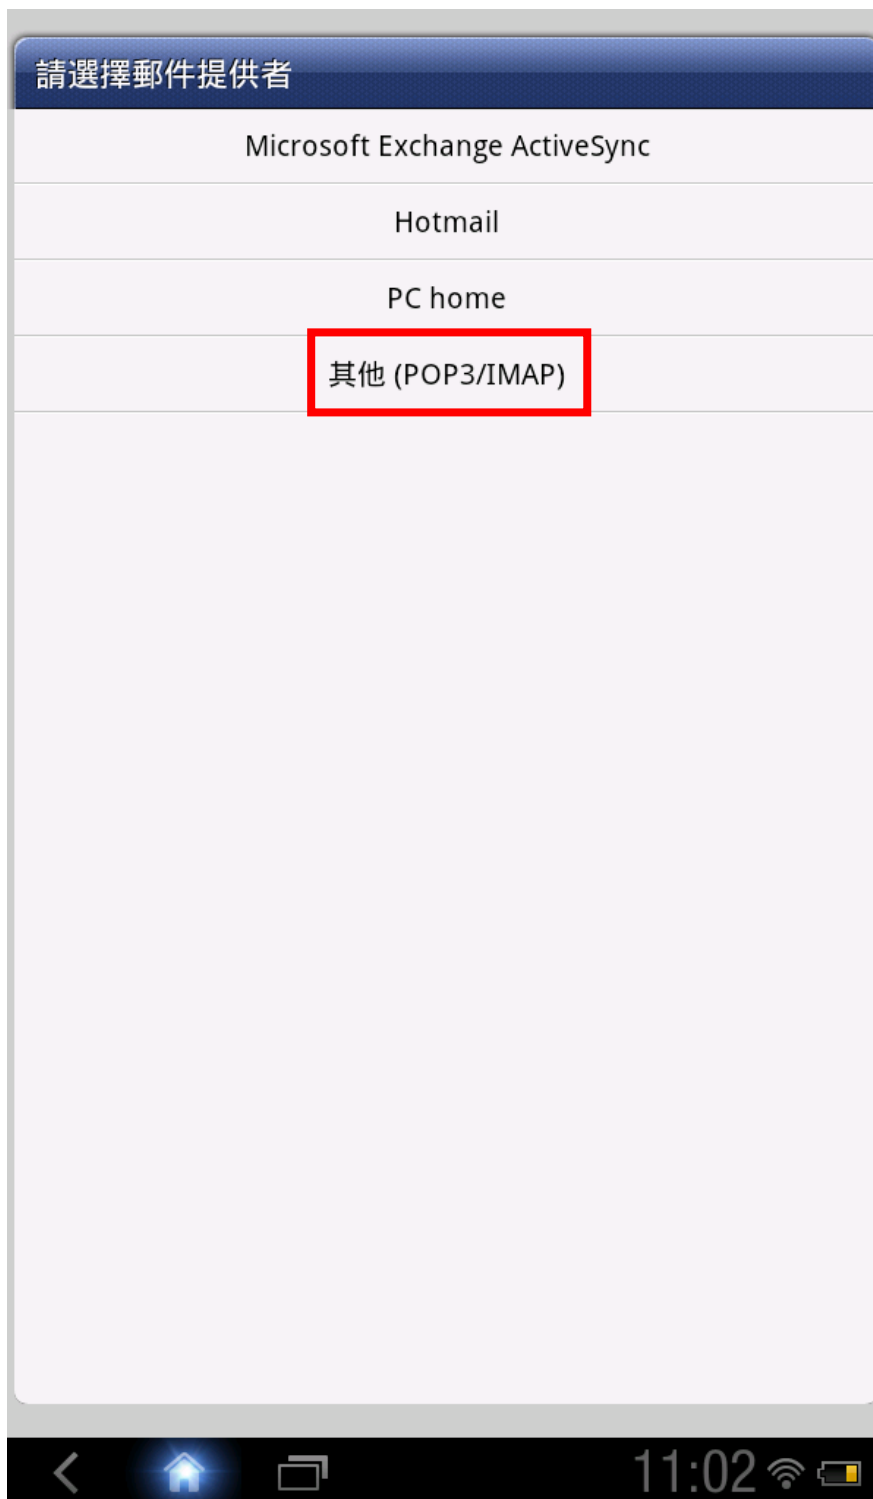 請選擇郵件提供者
Microsoft Exchange ActiveSync
Hotmail
PC home
其他 (POP3/IMAP)
11:02